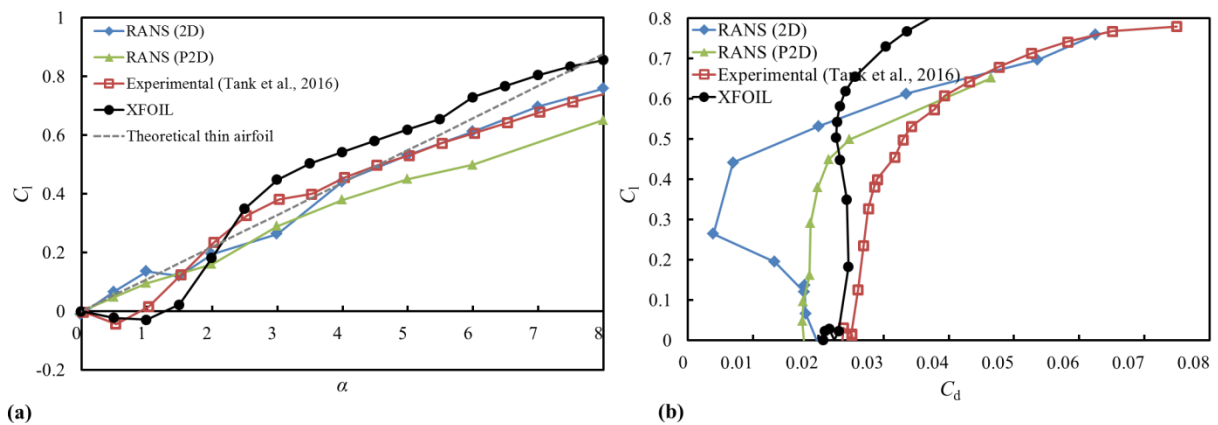 1
0.8
0.6
0.4
0.2
0
-0.2
C_l
0 1 2 3 4 5 6 7 8
α
RANS (2D)
RANS (P2D)
Experimental (Tank et al., 2016)
XFOIL
Theoretical thin airfoil
(a)
0.8
0.7
0.6
0.5
0.4
0.3
0.2
0.1
0
C_l
0 0.01 0.02 0.03 0.04 0.05 0.06 0.07 0.08
C_d
RANS (2D)
RANS (P2D)
Experimental (Tank et al., 2016)
XFOIL
(b)